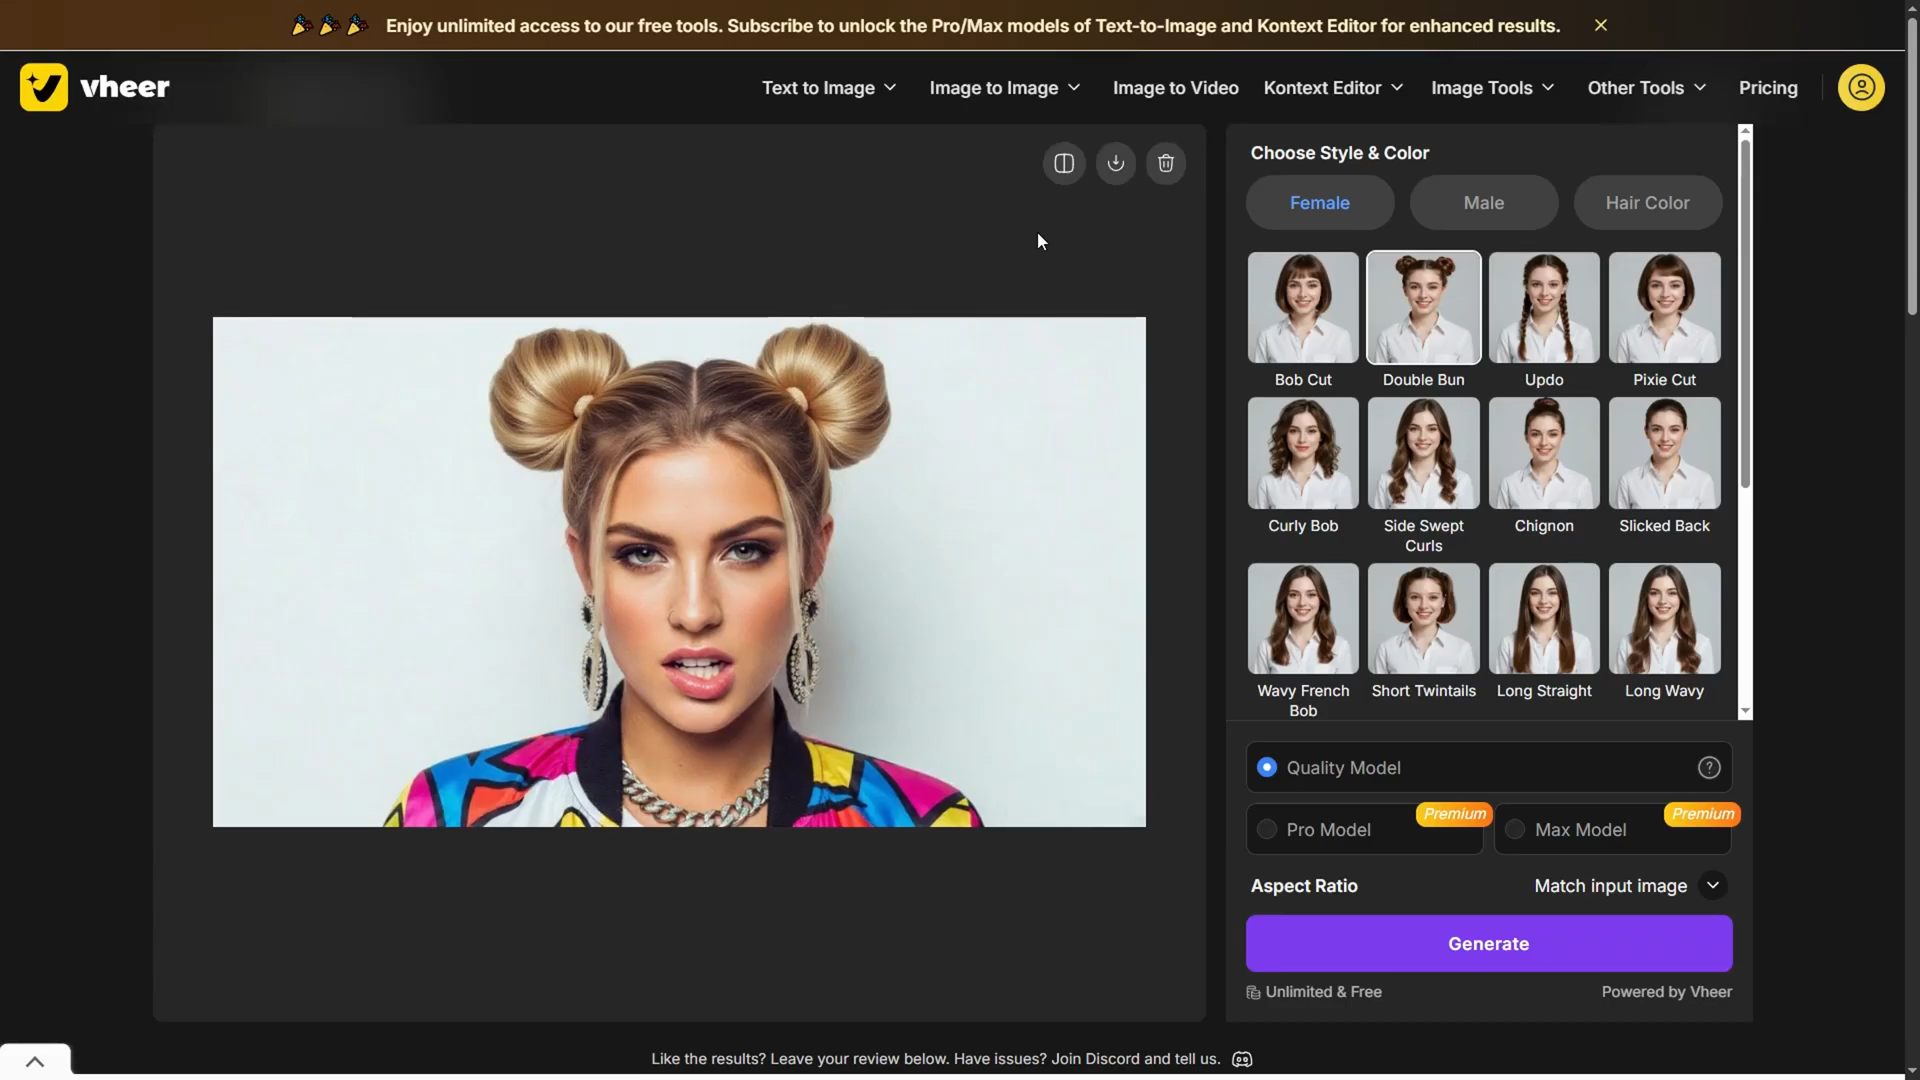 Enjoy unlimited access to our free tools. Subscribe to unlock the Pro/Max models of Text-to-Image and Kontext Editor for enhanced results.
vheer
Text to Image
Image to Image
Image to Video
Kontext Editor
Image Tools
Other Tools
Pricing
Choose Style & Color
Female
Male
Hair Color
Bob Cut
Double Bun
Updo
Pixie Cut
Curly Bob
Side Swept
Curls
Chignon
Slicked Back
Wavy French
Bob
Short Twintails
Long Straight
Long Wavy
Quality Model
Premium
Pro Model
Premium
Max Model
Aspect Ratio
Match input image
Generate
Unlimited & Free
Powered by Vheer
Like the results? Leave your review below. Have issues? Join Discord and tell us.